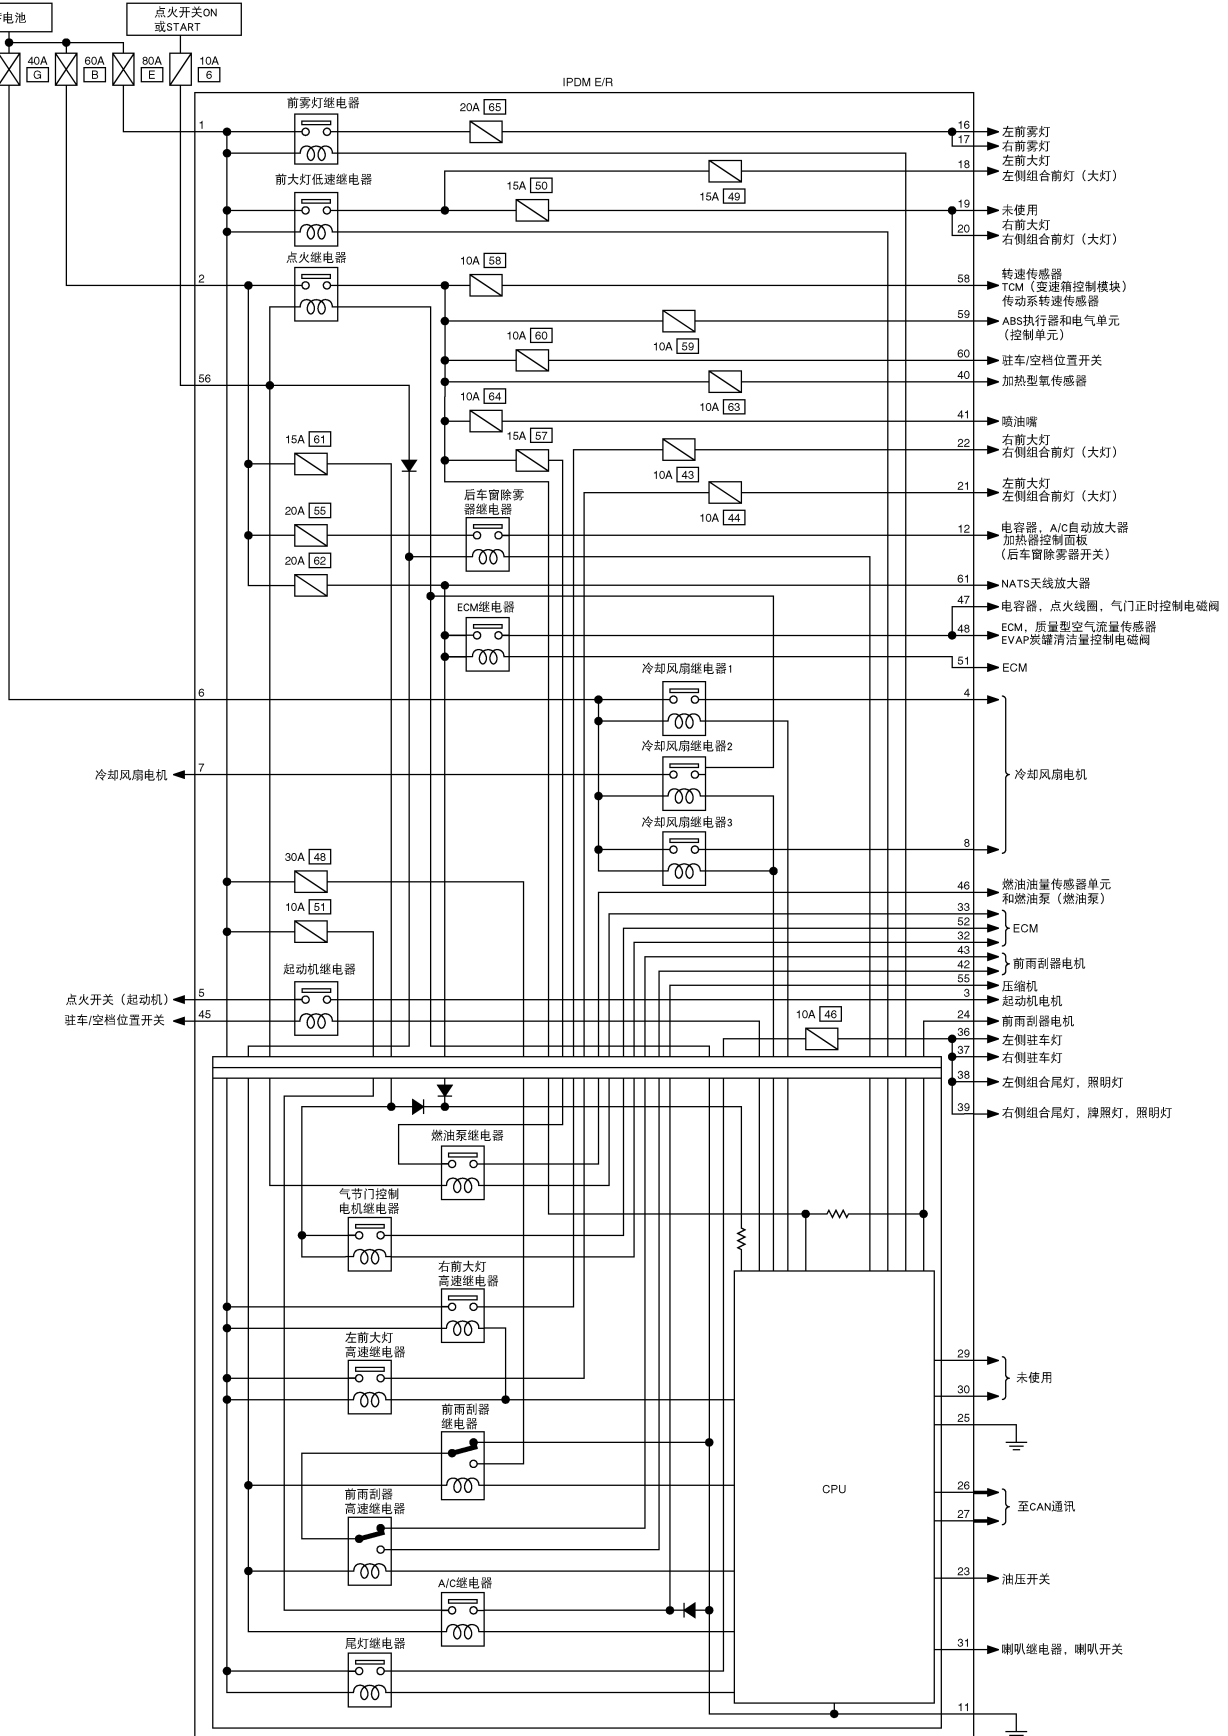 电池
点火开关ON
或START
40A
G
60A
B
80A
E
10A
6
IPDM E/R
前雾灯继电器
20A 65
1
16
左前雾灯
17
右前雾灯
18
左前大灯
左侧组合前灯（大灯）
前大灯低速继电器
15A 50
15A 49
19
未使用
20
右前大灯
右侧组合前灯（大灯）
点火继电器
10A 58
2
58
转速传感器
TCM（变速箱控制模块）
传动系转速传感器
59
ABS执行器和电气单元
（控制单元）
10A 60
10A 59
60
驻车/空档位置开关
56
40
加热型氧传感器
10A 64
10A 63
41
喷油嘴
15A 61
15A 57
22
右前大灯
右侧组合前灯（大灯）
10A 43
21
左前大灯
左侧组合前灯（大灯）
后车窗除雾
器继电器
20A 55
10A 44
12
电容器，A/C自动放大器
加热器控制面板
（后车窗除雾器开关）
20A 62
61
NATS天线放大器
ECM继电器
47
电容器，点火线圈，气门正时控制电磁阀
48
ECM，质量型空气流量传感器
EVAP炭罐清洁量控制电磁阀
51
ECM
冷却风扇继电器1
6
4
冷却风扇继电器2
冷却风扇电机
7
冷却风扇电机
冷却风扇继电器3
8
30A 48
46
燃油油量传感器单元
和燃油泵（燃油泵）
10A 51
33
52
ECM
32
43
前雨刮器电机
42
起动机继电器
55
压缩机
点火开关（起动机）
5
3
起动机电机
驻车/空档位置开关
45
10A 46
24
前雨刮器电机
36
左侧驻车灯
37
右侧驻车灯
38
左侧组合尾灯，照明灯
39
右侧组合尾灯，牌照灯，照明灯
燃油泵继电器
气节门控制
电机继电器
右前大灯
高速继电器
左前大灯
高速继电器
29
未使用
30
前雨刮器
继电器
25
CPU
前雨刮器
高速继电器
26
至CAN通讯
27
A/C继电器
23
油压开关
尾灯继电器
31
喇叭继电器，喇叭开关
11